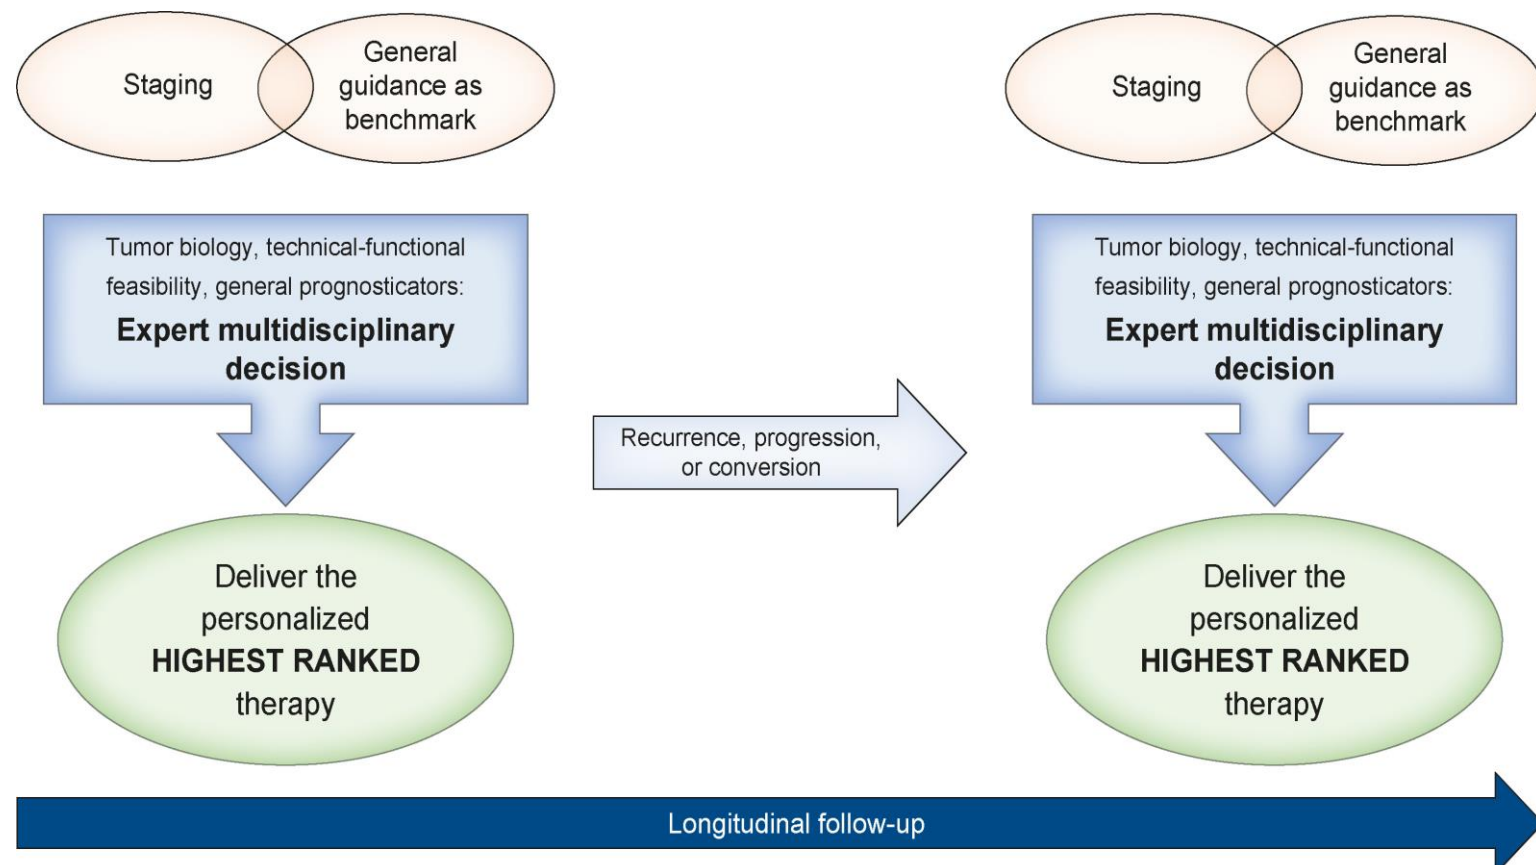 Staging
General
guidance as
benchmark
Tumor biology, technical-functional
feasibility, general prognosticators:
Expert multidisciplinary
decision
Deliver the
personalized
HIGHEST RANKED
therapy
Recurrence, progression,
or conversion
Staging
General
guidance as
benchmark
Tumor biology, technical-functional
feasibility, general prognosticators:
Expert multidisciplinary
decision
Deliver the
personalized
HIGHEST RANKED
therapy
Longitudinal follow-up